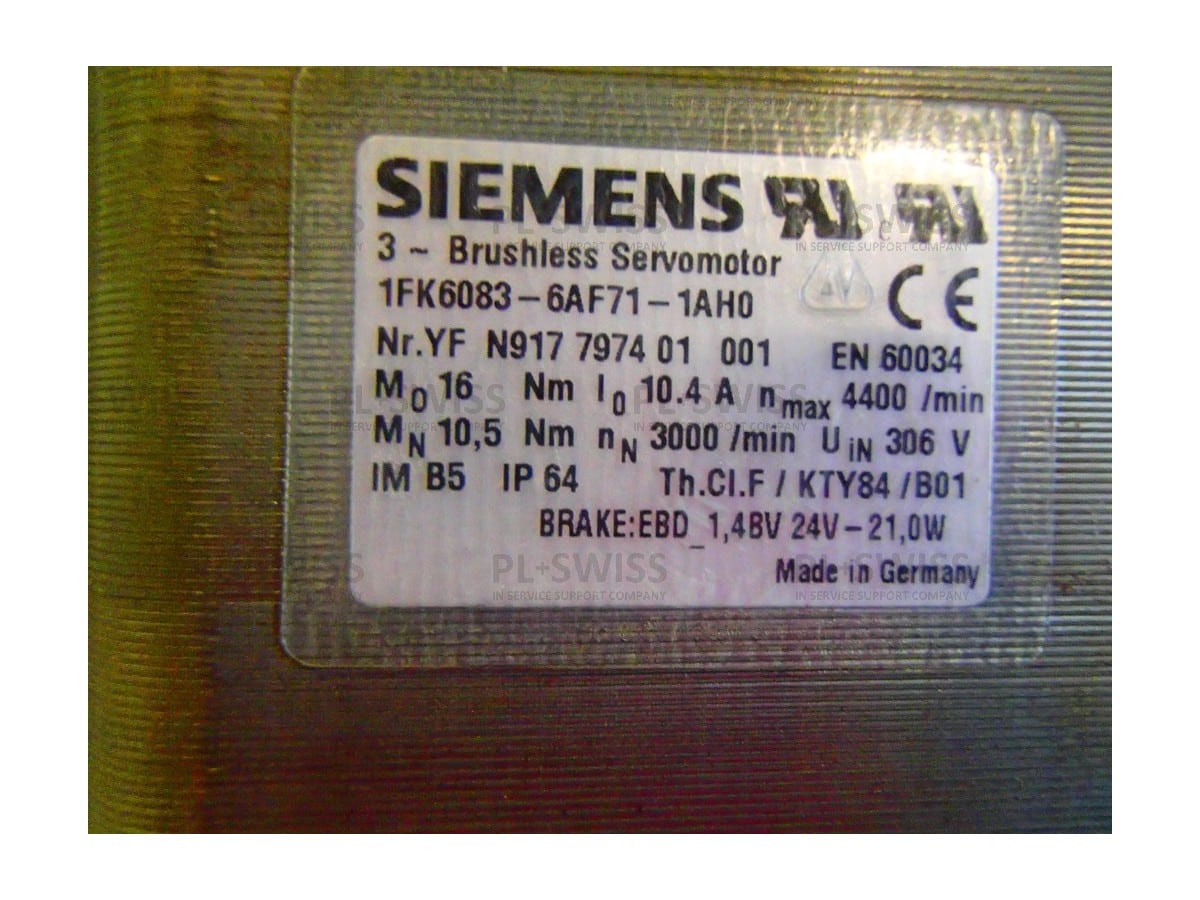 SIEMENS
3 ~ Brushless Servomotor
1FK6083-6AF71-1AH0 CE
Nr.YF N917 7974 01 001 EN 60034
M0 16 Nm I0 10.4 A nmax 4400 /min
MN 10,5 Nm nN 3000 /min UiN 306 V
IM B5 IP 64 Th.Cl.F / KTY84 /B01
BRAKE:EBD_1,4BV 24V-21,0W
Made in Germany
PL+SWISS
IN SERVICE SUPPORT COMPANY